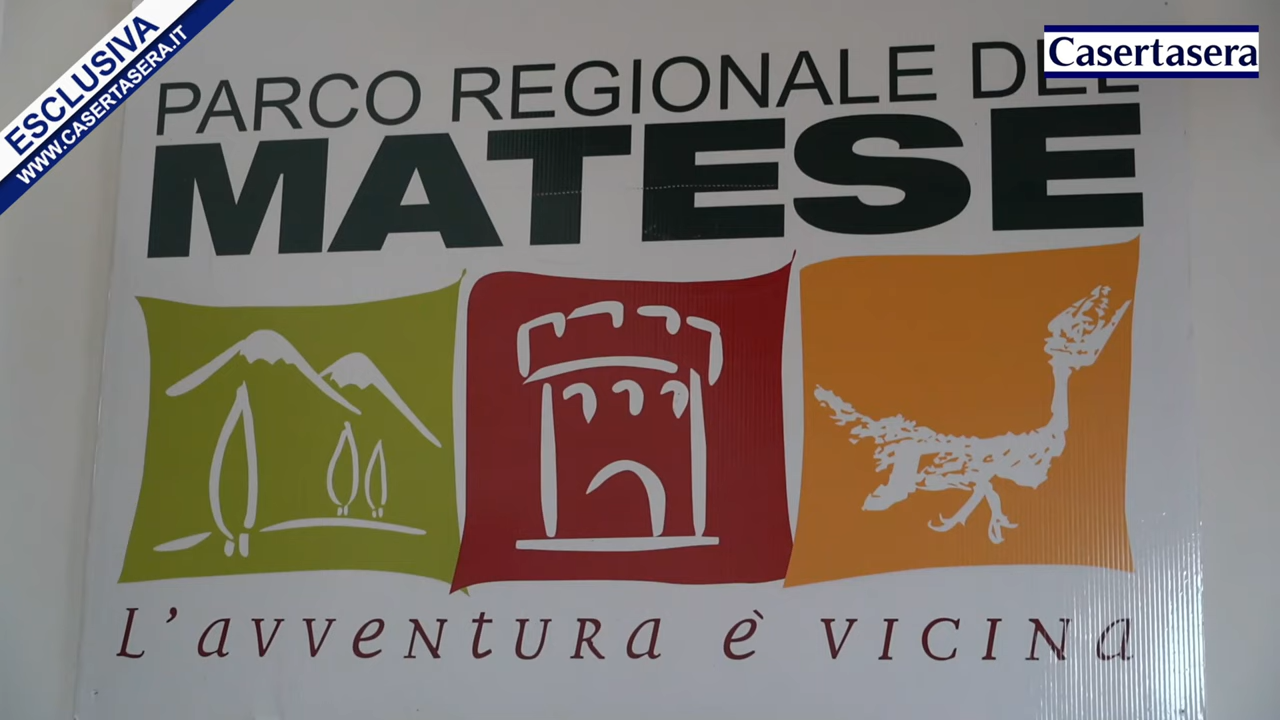 ESCLUSIVA
WWW.CASERTASERA.IT
Casertasera
PARCO REGIONALE DEL
MATESE
L'avventura è vicina